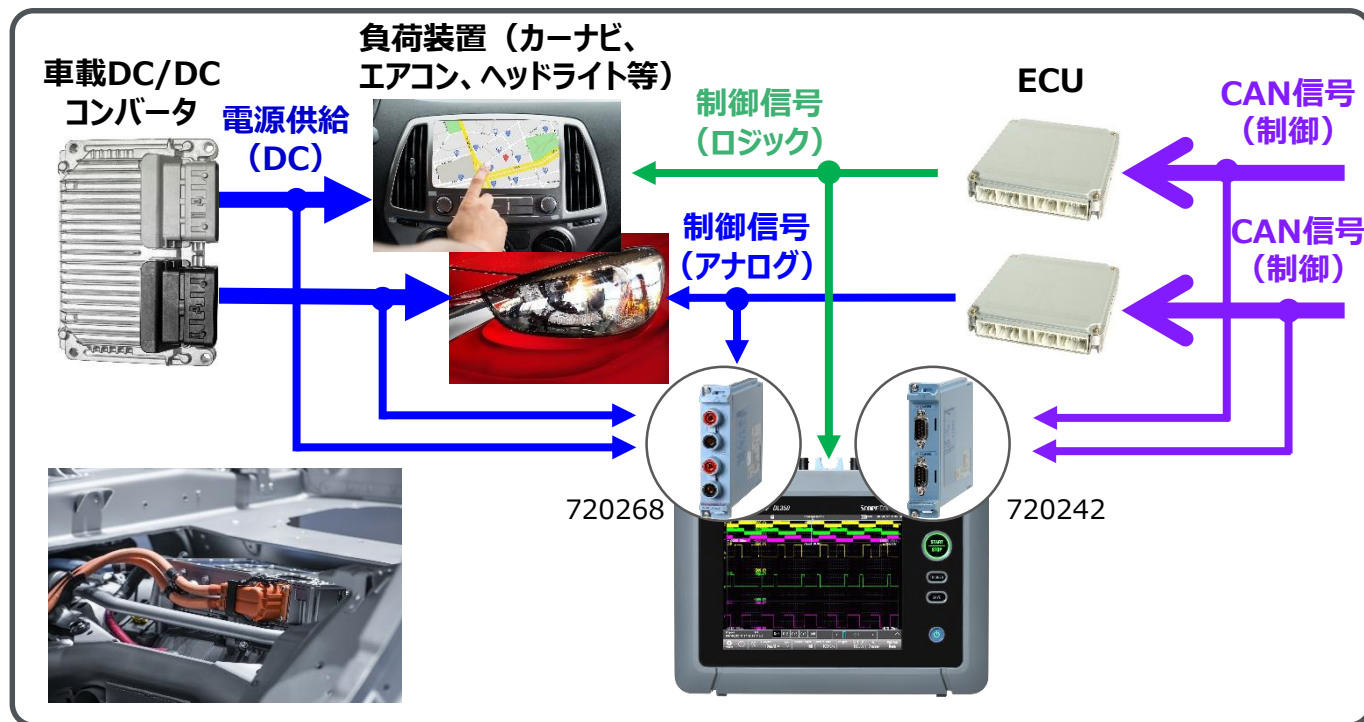 車載DC/DC
コンバータ
負荷装置（カーナビ、
エアコン、ヘッドライト等）
電源供給
（DC）
制御信号
（ロジック）
ECU
CAN信号
（制御）
制御信号
（アナログ）
CAN信号
（制御）
720268
720242
DL350
START
STOP